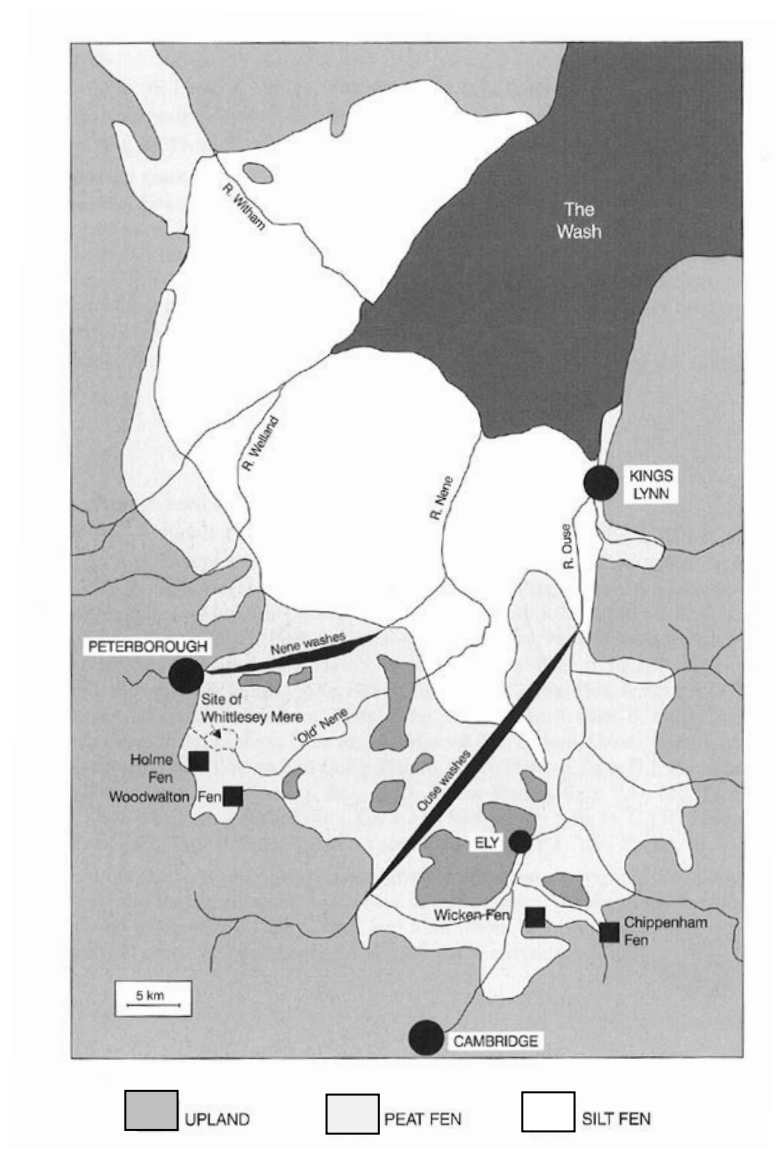 The
Wash
R. Witham
R. Welland
R. Nene
R. Ouse
KINGS
LYNN
PETERBOROUGH
Nene washes
Site of
Whittlesey Mere
'Old' Nene
Holme
Fen
Woodwalton Fen
Ouse washes
ELY
Wicken Fen
Chippenham
Fen
5 km
CAMBRIDGE
UPLAND
PEAT FEN
SILT FEN